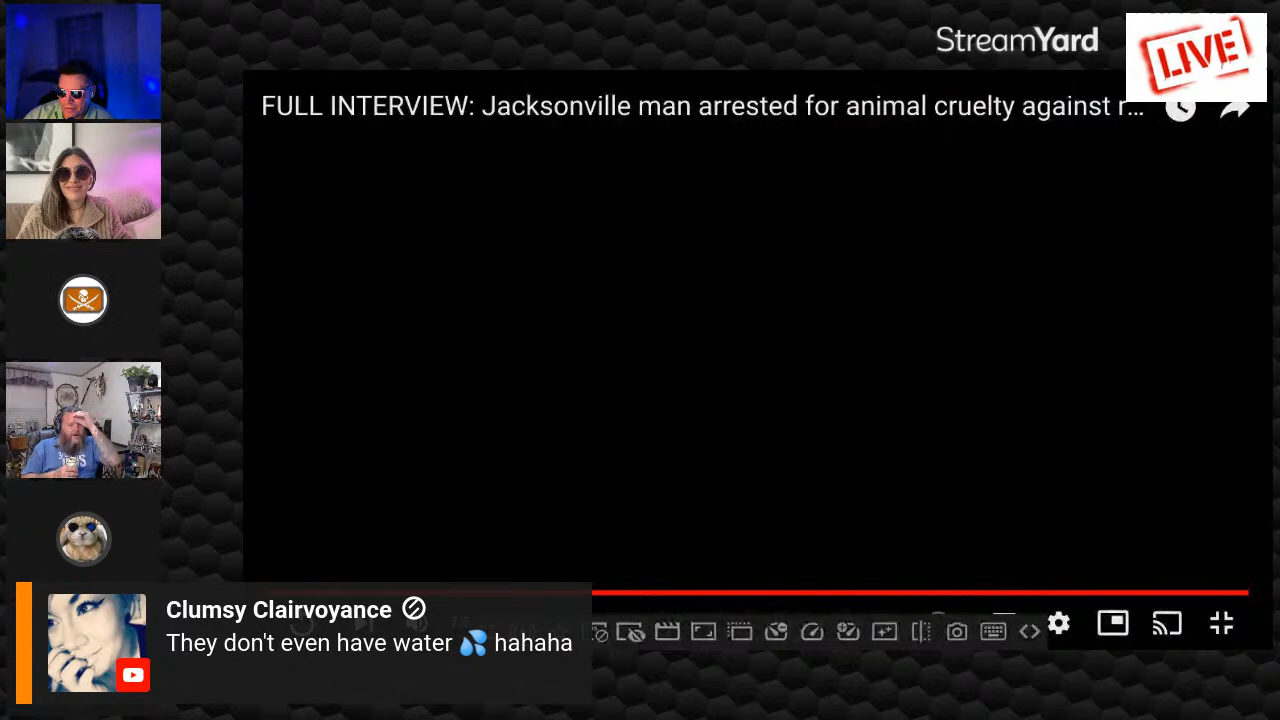 StreamYard
LIVE
FULL INTERVIEW: Jacksonville man arrested for animal cruelty against r...
Clumsy Clairvoyance
They don't even have water 💦 hahaha